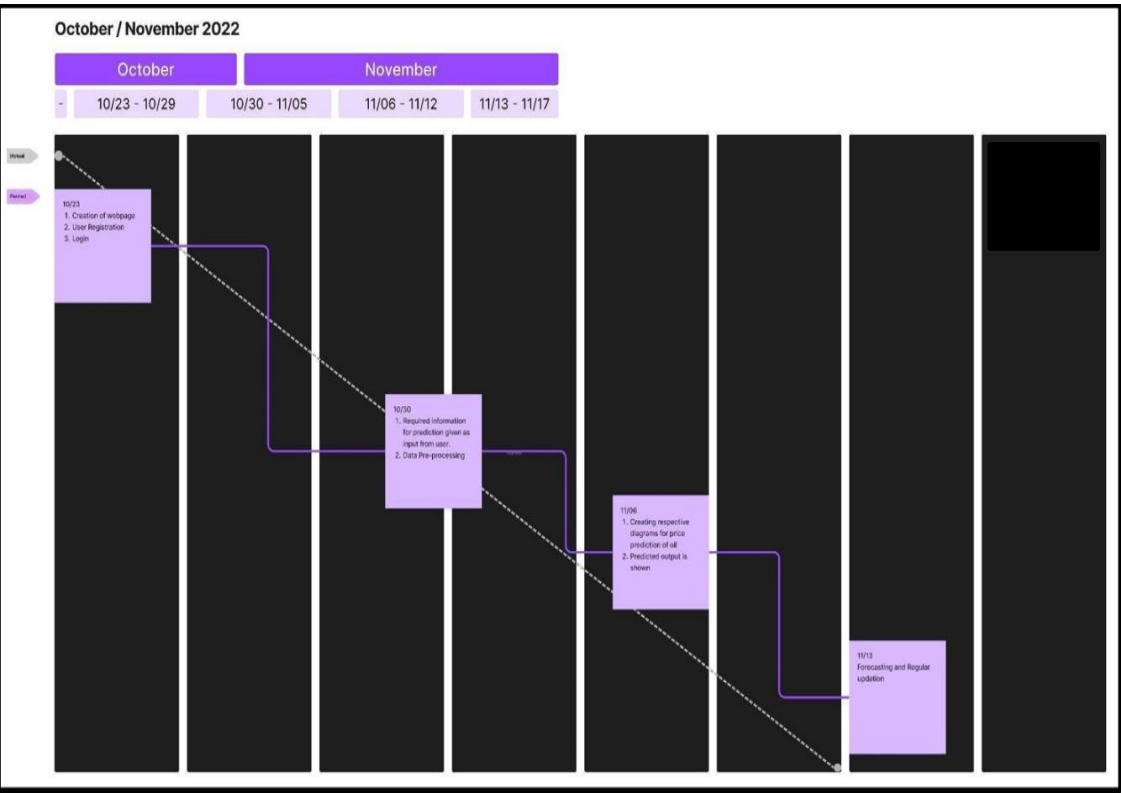 October / November 2022
October
November
-
10/23 - 10/29
10/30 - 11/05
11/06 - 11/12
11/13 - 11/17
Planned
10/23
1. Creation of webpage
2. User Registration
3. Login
10/30
1. Required information
for prediction given as
input from user.
2. Data Pre-processing
11/06
1. Creating respective
diagrams for price
prediction of oil
2. Predicted output is
shown
11/13
Forecasting and Regular
updation